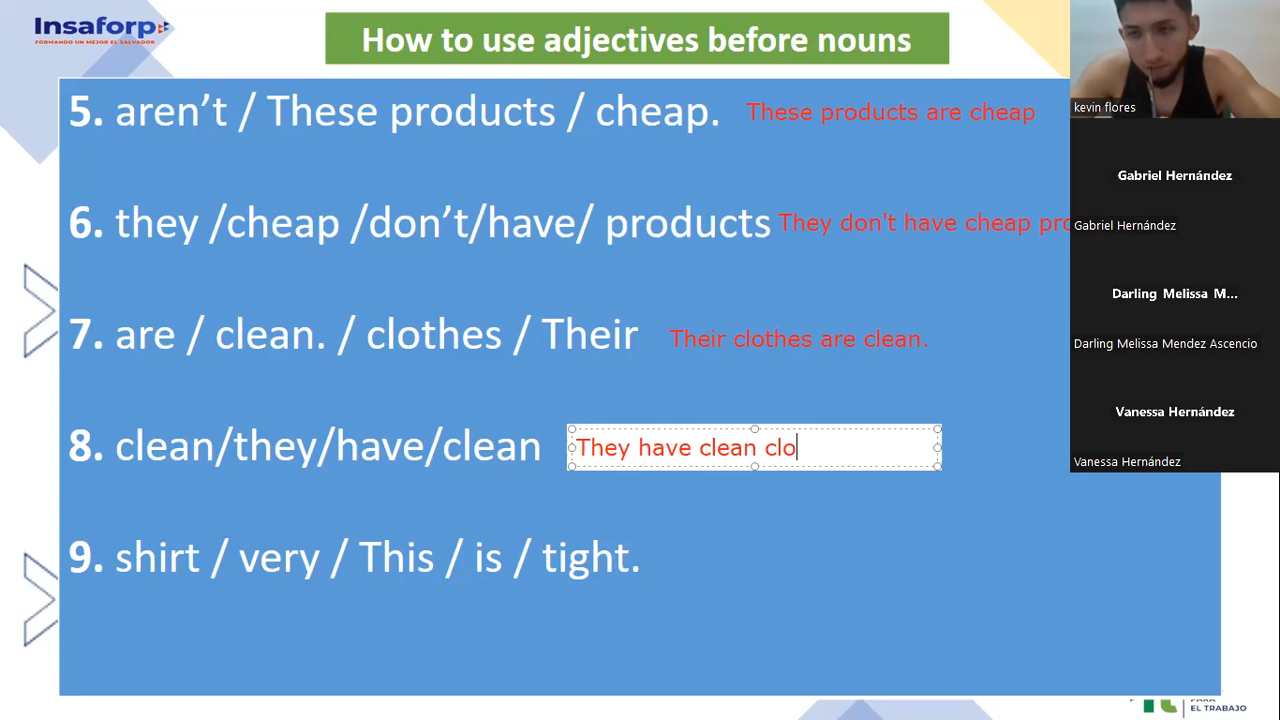 Insaforp
FORMANDO UN MEJOR EL SALVADOR
How to use adjectives before nouns
kevin flores
5. aren't / These products / cheap. These products are cheap
Gabriel Hernández
6. they /cheap /don't/have/ products They don't have cheap pro
Gabriel Hernández
Darling Melissa M...
7. are / clean. / clothes / Their Their clothes are clean.
Darling Melissa Mendez Ascencio
Vanessa Hernández
8. clean/they/have/clean They have clean clo
Vanessa Hernández
9. shirt / very / This / is / tight.
PARA
EL TRABAJO